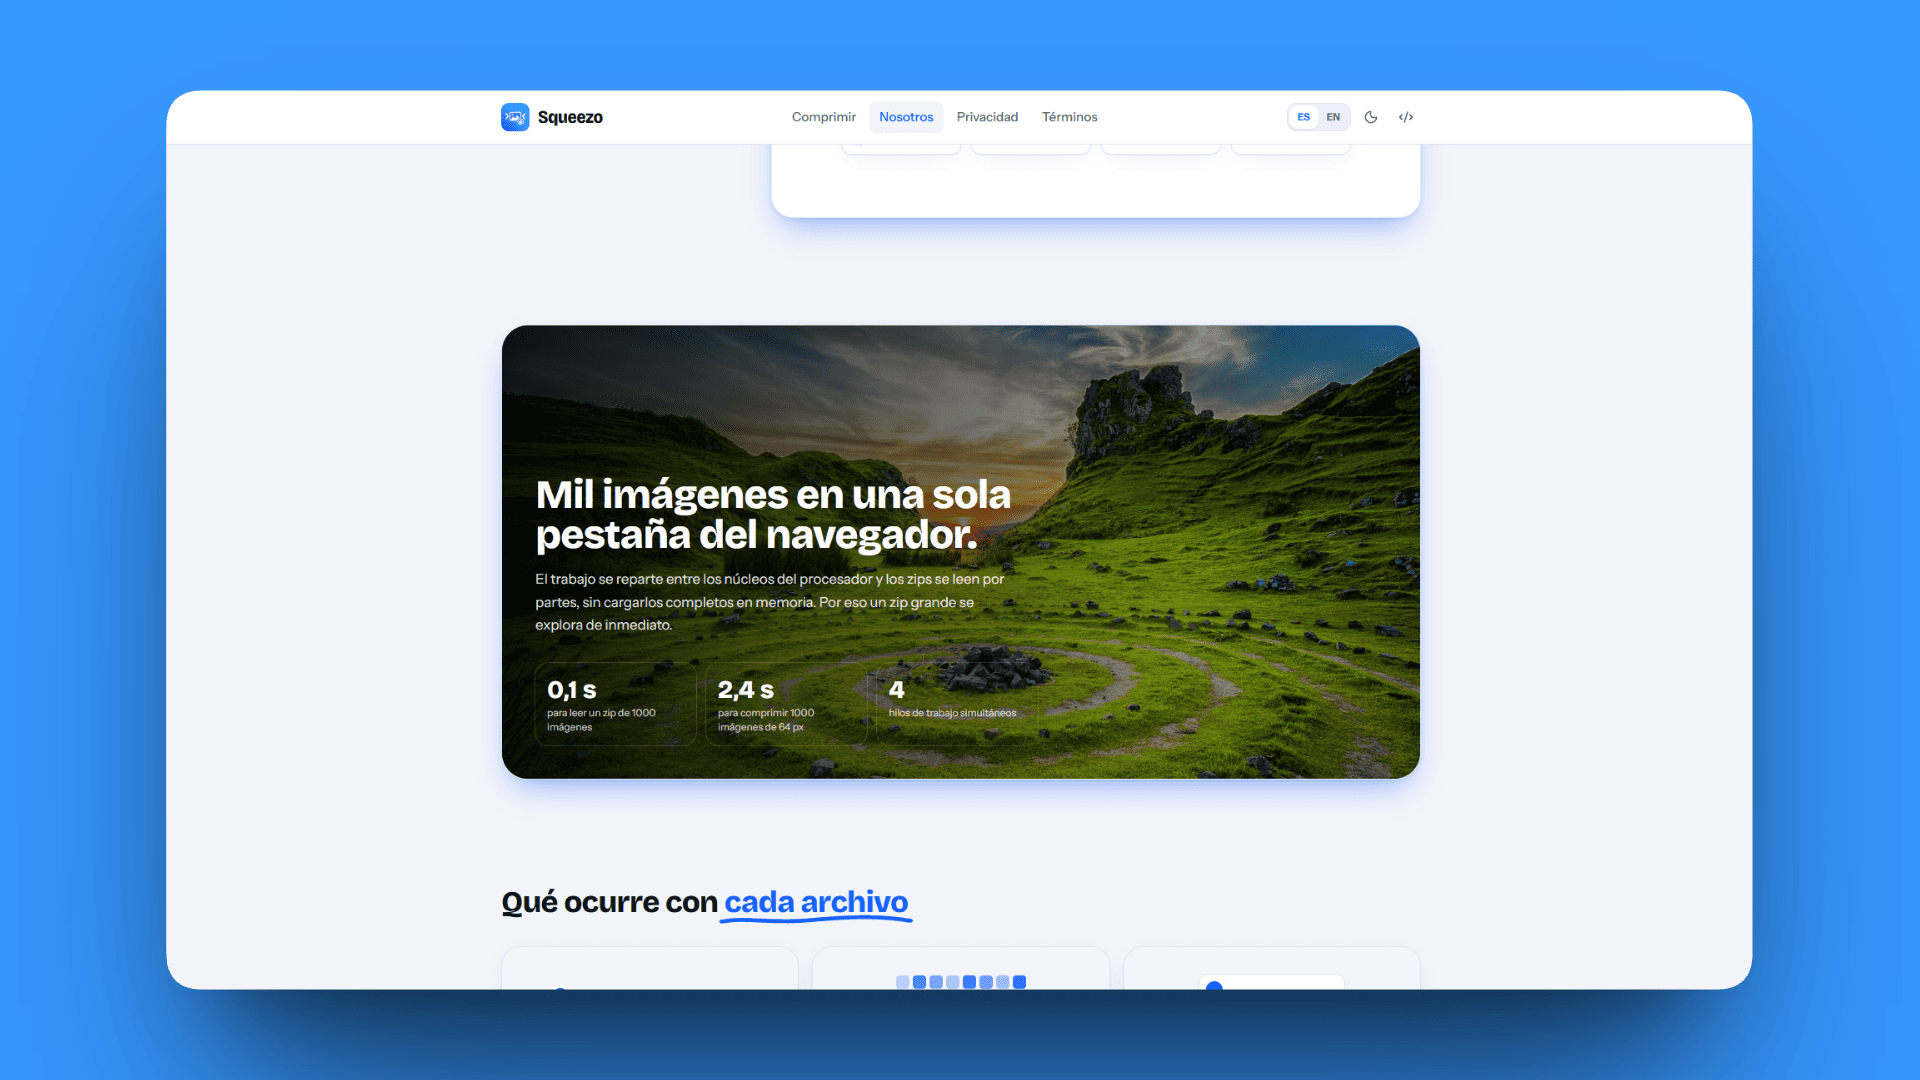 Squeezo
Comprimir
Nosotros
Privacidad
Términos
ES
EN
Mil imágenes en una sola
pestaña del navegador.
El trabajo se reparte entre los núcleos del procesador y los zips se leen por
partes, sin cargarlos completos en memoria. Por eso un zip grande se
explora de inmediato.
0,1 s
para leer un zip de 1000
imágenes
2,4 s
para comprimir 1000
imágenes de 64 px
4
hilos de trabajo simultáneos
Qué ocurre con cada archivo